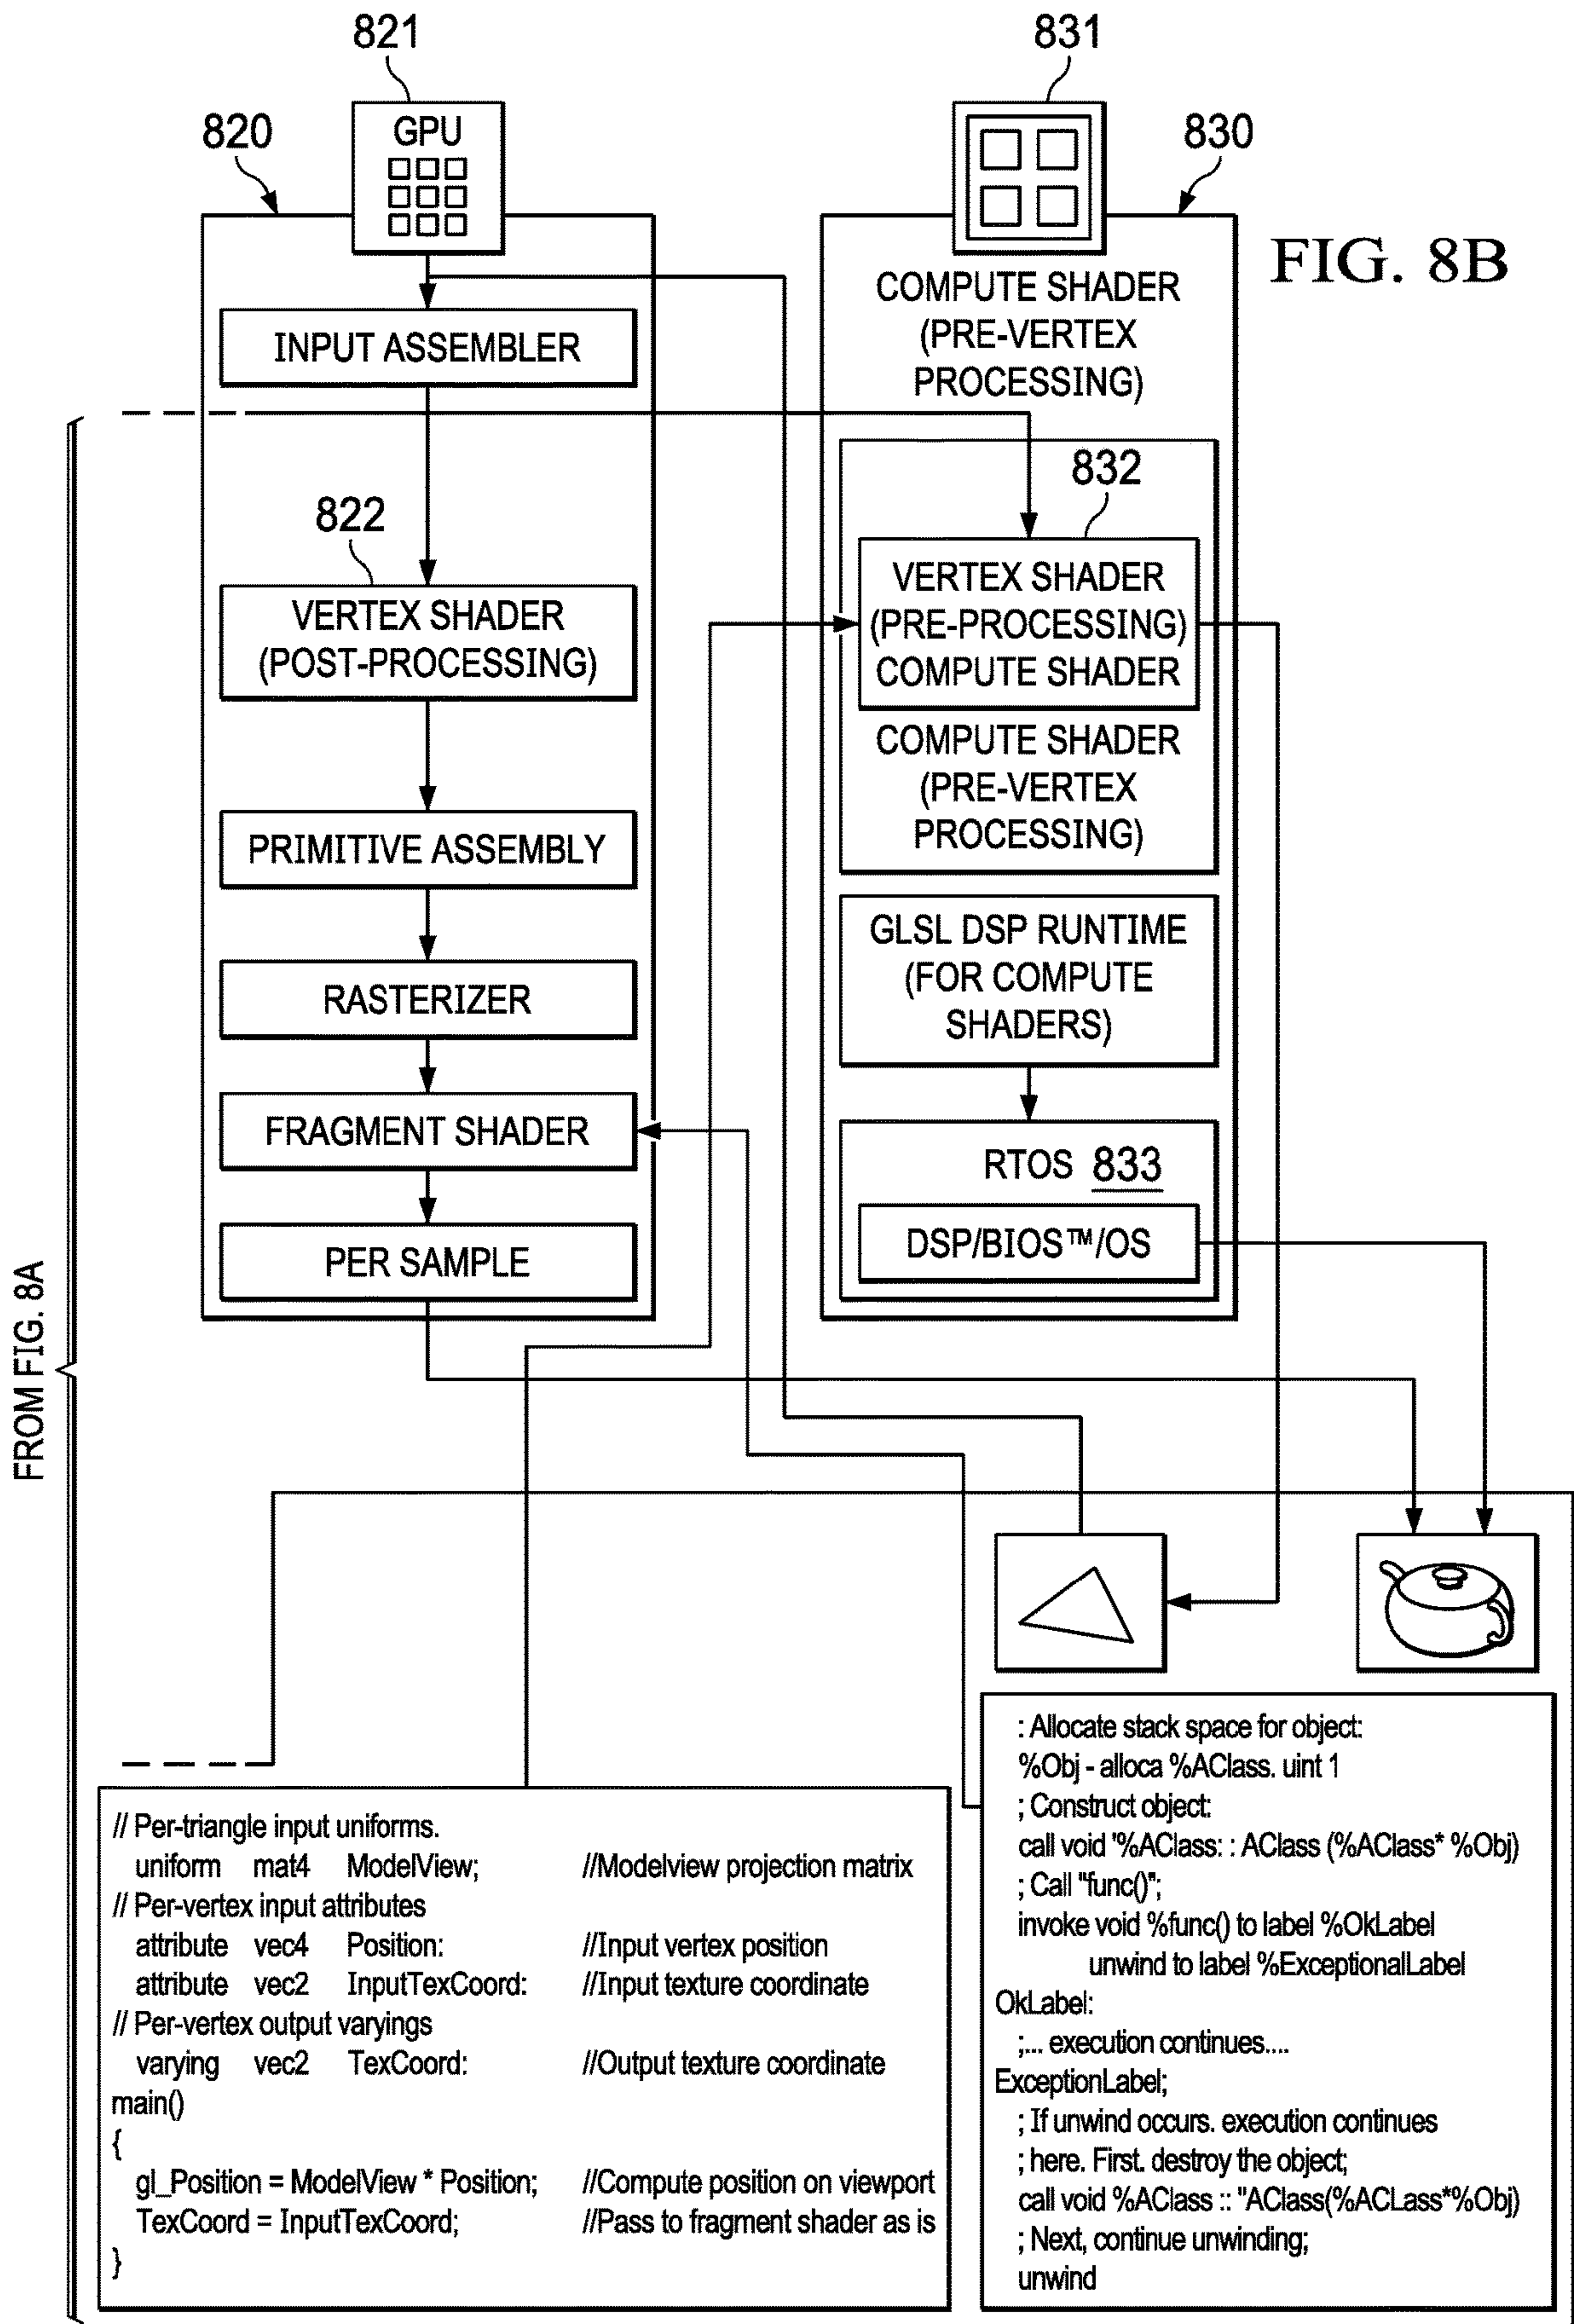 821
831
820
GPU
830
FIG. 8B
INPUT ASSEMBLER
COMPUTE SHADER
(PRE-VERTEX
PROCESSING)
822
832
VERTEX SHADER
(POST-PROCESSING)
VERTEX SHADER
(PRE-PROCESSING)
COMPUTE SHADER
COMPUTE SHADER
(PRE-VERTEX
PROCESSING)
PRIMITIVE ASSEMBLY
RASTERIZER
GLSL DSP RUNTIME
(FOR COMPUTE
SHADERS)
FRAGMENT SHADER
RTOS 833
PER SAMPLE
DSP/BIOS™/OS
FROM FIG. 8A
// Per-triangle input uniforms.
uniform mat4 ModelView; //Modelview projection matrix
// Per-vertex input attributes
attribute vec4 Position: //Input vertex position
attribute vec2 InputTexCoord: //Input texture coordinate
// Per-vertex output varyings
varying vec2 TexCoord: //Output texture coordinate
main()
{
gl_Position = ModelView * Position; //Compute position on viewport
TexCoord = InputTexCoord; //Pass to fragment shader as is
}
: Allocate stack space for object:
%Obj - alloca %AClass. uint 1
; Construct object:
call void '%AClass: : AClass (%AClass* %Obj)
; Call "func()";
invoke void %func() to label %OkLabel
unwind to label %ExceptionalLabel
OkLabel:
;... execution continues....
ExceptionLabel;
; If unwind occurs. execution continues
; here. First. destroy the object;
call void %AClass :: "AClass(%ACLass*%Obj)
; Next, continue unwinding;
unwind